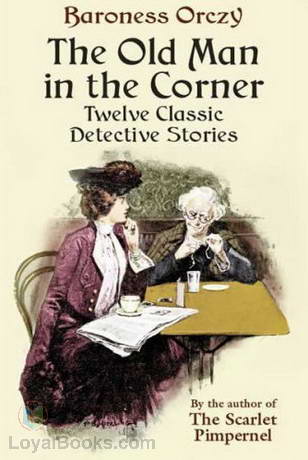 Baroness Orczy
The Old Man
in the Corner
Twelve Classic
Detective Stories
By the author of
The Scarlet
Pimpernel
LoyalBooks.com